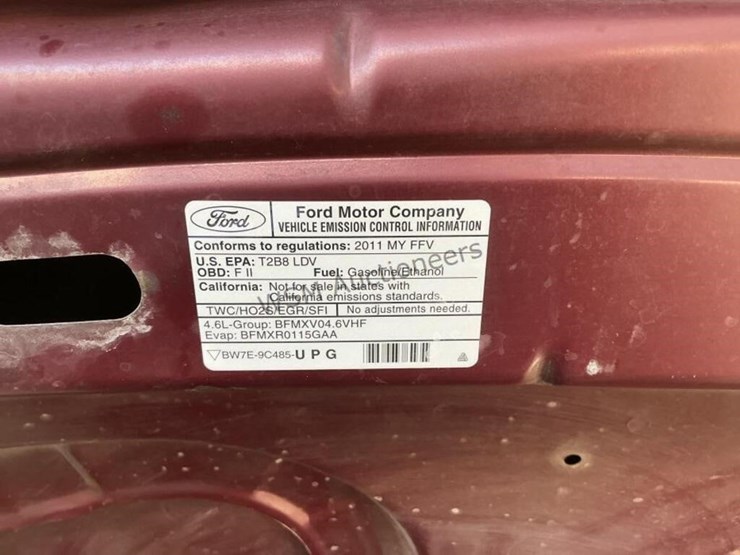 Ford
Ford Motor Company
VEHICLE EMISSION CONTROL INFORMATION
Conforms to regulations: 2011 MY FFV
U.S. EPA: T2B8 LDV
OBD: F II Fuel: Gasoline/Ethanol
California: Not for sale in states with
California emissions standards.
TWC/HO2S/EGR/SFI No adjustments needed.
4.6L-Group: BFMXV04.6VHF
Evap: BFMXR0115GAA
BW7E-9C485-U P G